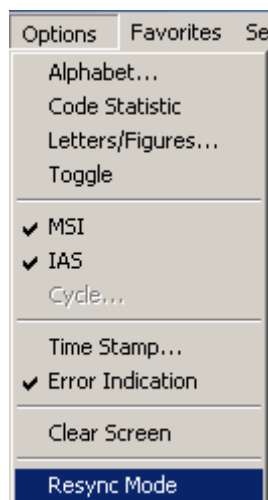 Options Favorites Se
Alphabet...
Code Statistic
Letters/Figures...
Toggle
MSI
IAS
Cycle...
Time Stamp...
Error Indication
Clear Screen
Resync Mode